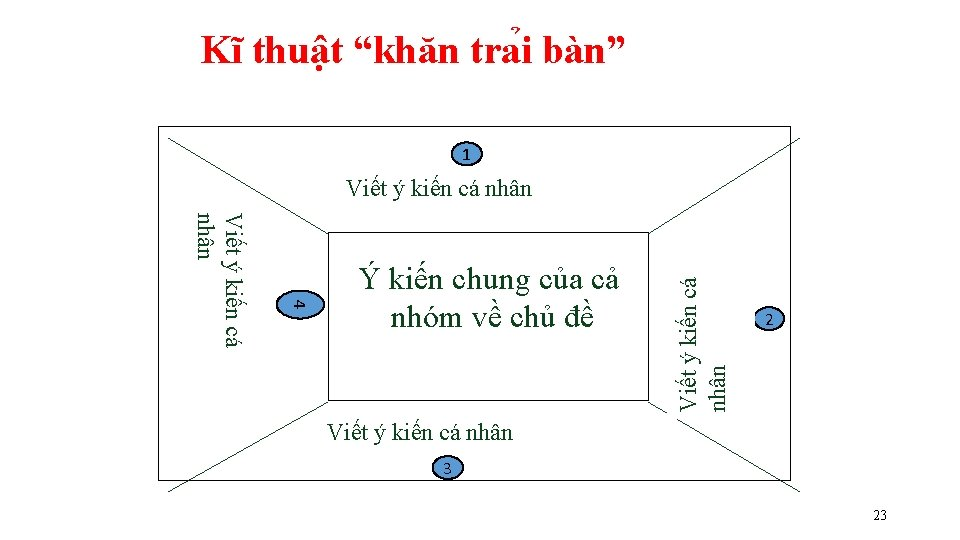 Kĩ thuật “khăn trải bàn”
1
Viết ý kiến cá nhân
Viết ý kiến cá
nhân
4
Ý kiến chung của cả
nhóm về chủ đề
Viết ý kiến cá
nhân
2
Viết ý kiến cá nhân
3
23